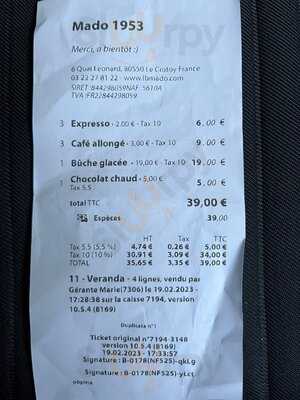 Mado 1953
Merci, a bientot :)
6 Quai Leonard, 80550 Le Crotoy France
03 22 27 81 22 - www.lbmado.com
SIRET :844298059NAF :5610A
TVA :FR22844298059
3 Expresso - 2,00 € - Tax 10 6,00 €
3 Café allongé - 3,00 € - Tax 10 9,00 €
1 Bûche glacée - 19,00 € - Tax 10 19,00 €
1 Chocolat chaud - 5,00 € 5,00 €
Tax 5.5
total TTC 39,00 €
Espèces 39,00
HT Tax TTC
Tax 5.5 (5,5 %) 4,74 € 0,26 € 5,00 €
Tax 10 (10 %) 30,91 € 3,09 € 34,00 €
TOTAL 35,65 € 3,35 € 39,00 €
11 - Veranda - 4 lignes, vendu par
Gérante Marie(7306) le 19.02.2023 -
17:28:38 sur la caisse 7194, version
10.5.4 (8169)
Duplicata n°1
Ticket original n°7194-3148
version 10.5.4 (8169)
19.02.2023 - 17:33:57
Signature : B-0178(NF525)-qkLg
Signature : B-0178(NF525)-yLct